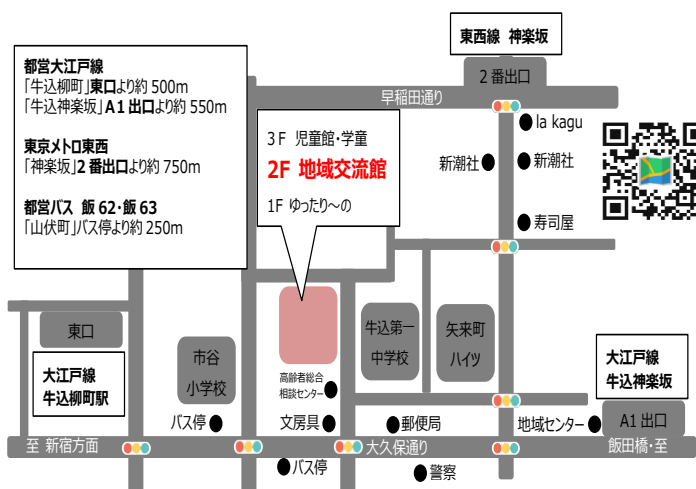 都営大江戸線
「牛込柳町」東口より約 500m
「牛込神楽坂」A1出口より約 550m
東京メトロ東西
「神楽坂」2番出口より約 750m
都営バス 飯62・飯63
「山伏町」バス停より約 250m
東西線 神楽坂
2番出口
早稲田通り
la kagu
新潮社
新潮社
寿司屋
3F 児童館・学童
2F 地域交流館
1F ゆったり~の
東口
大江戸線
牛込柳町駅
市谷
小学校
高齢者総合
相談センター
牛込第一
中学校
矢来町
ハイツ
大江戸線
牛込神楽坂
A1出口
バス停
文房具
郵便局
地域センター
至 新宿方面
大久保通り
飯田橋・至
バス停
警察